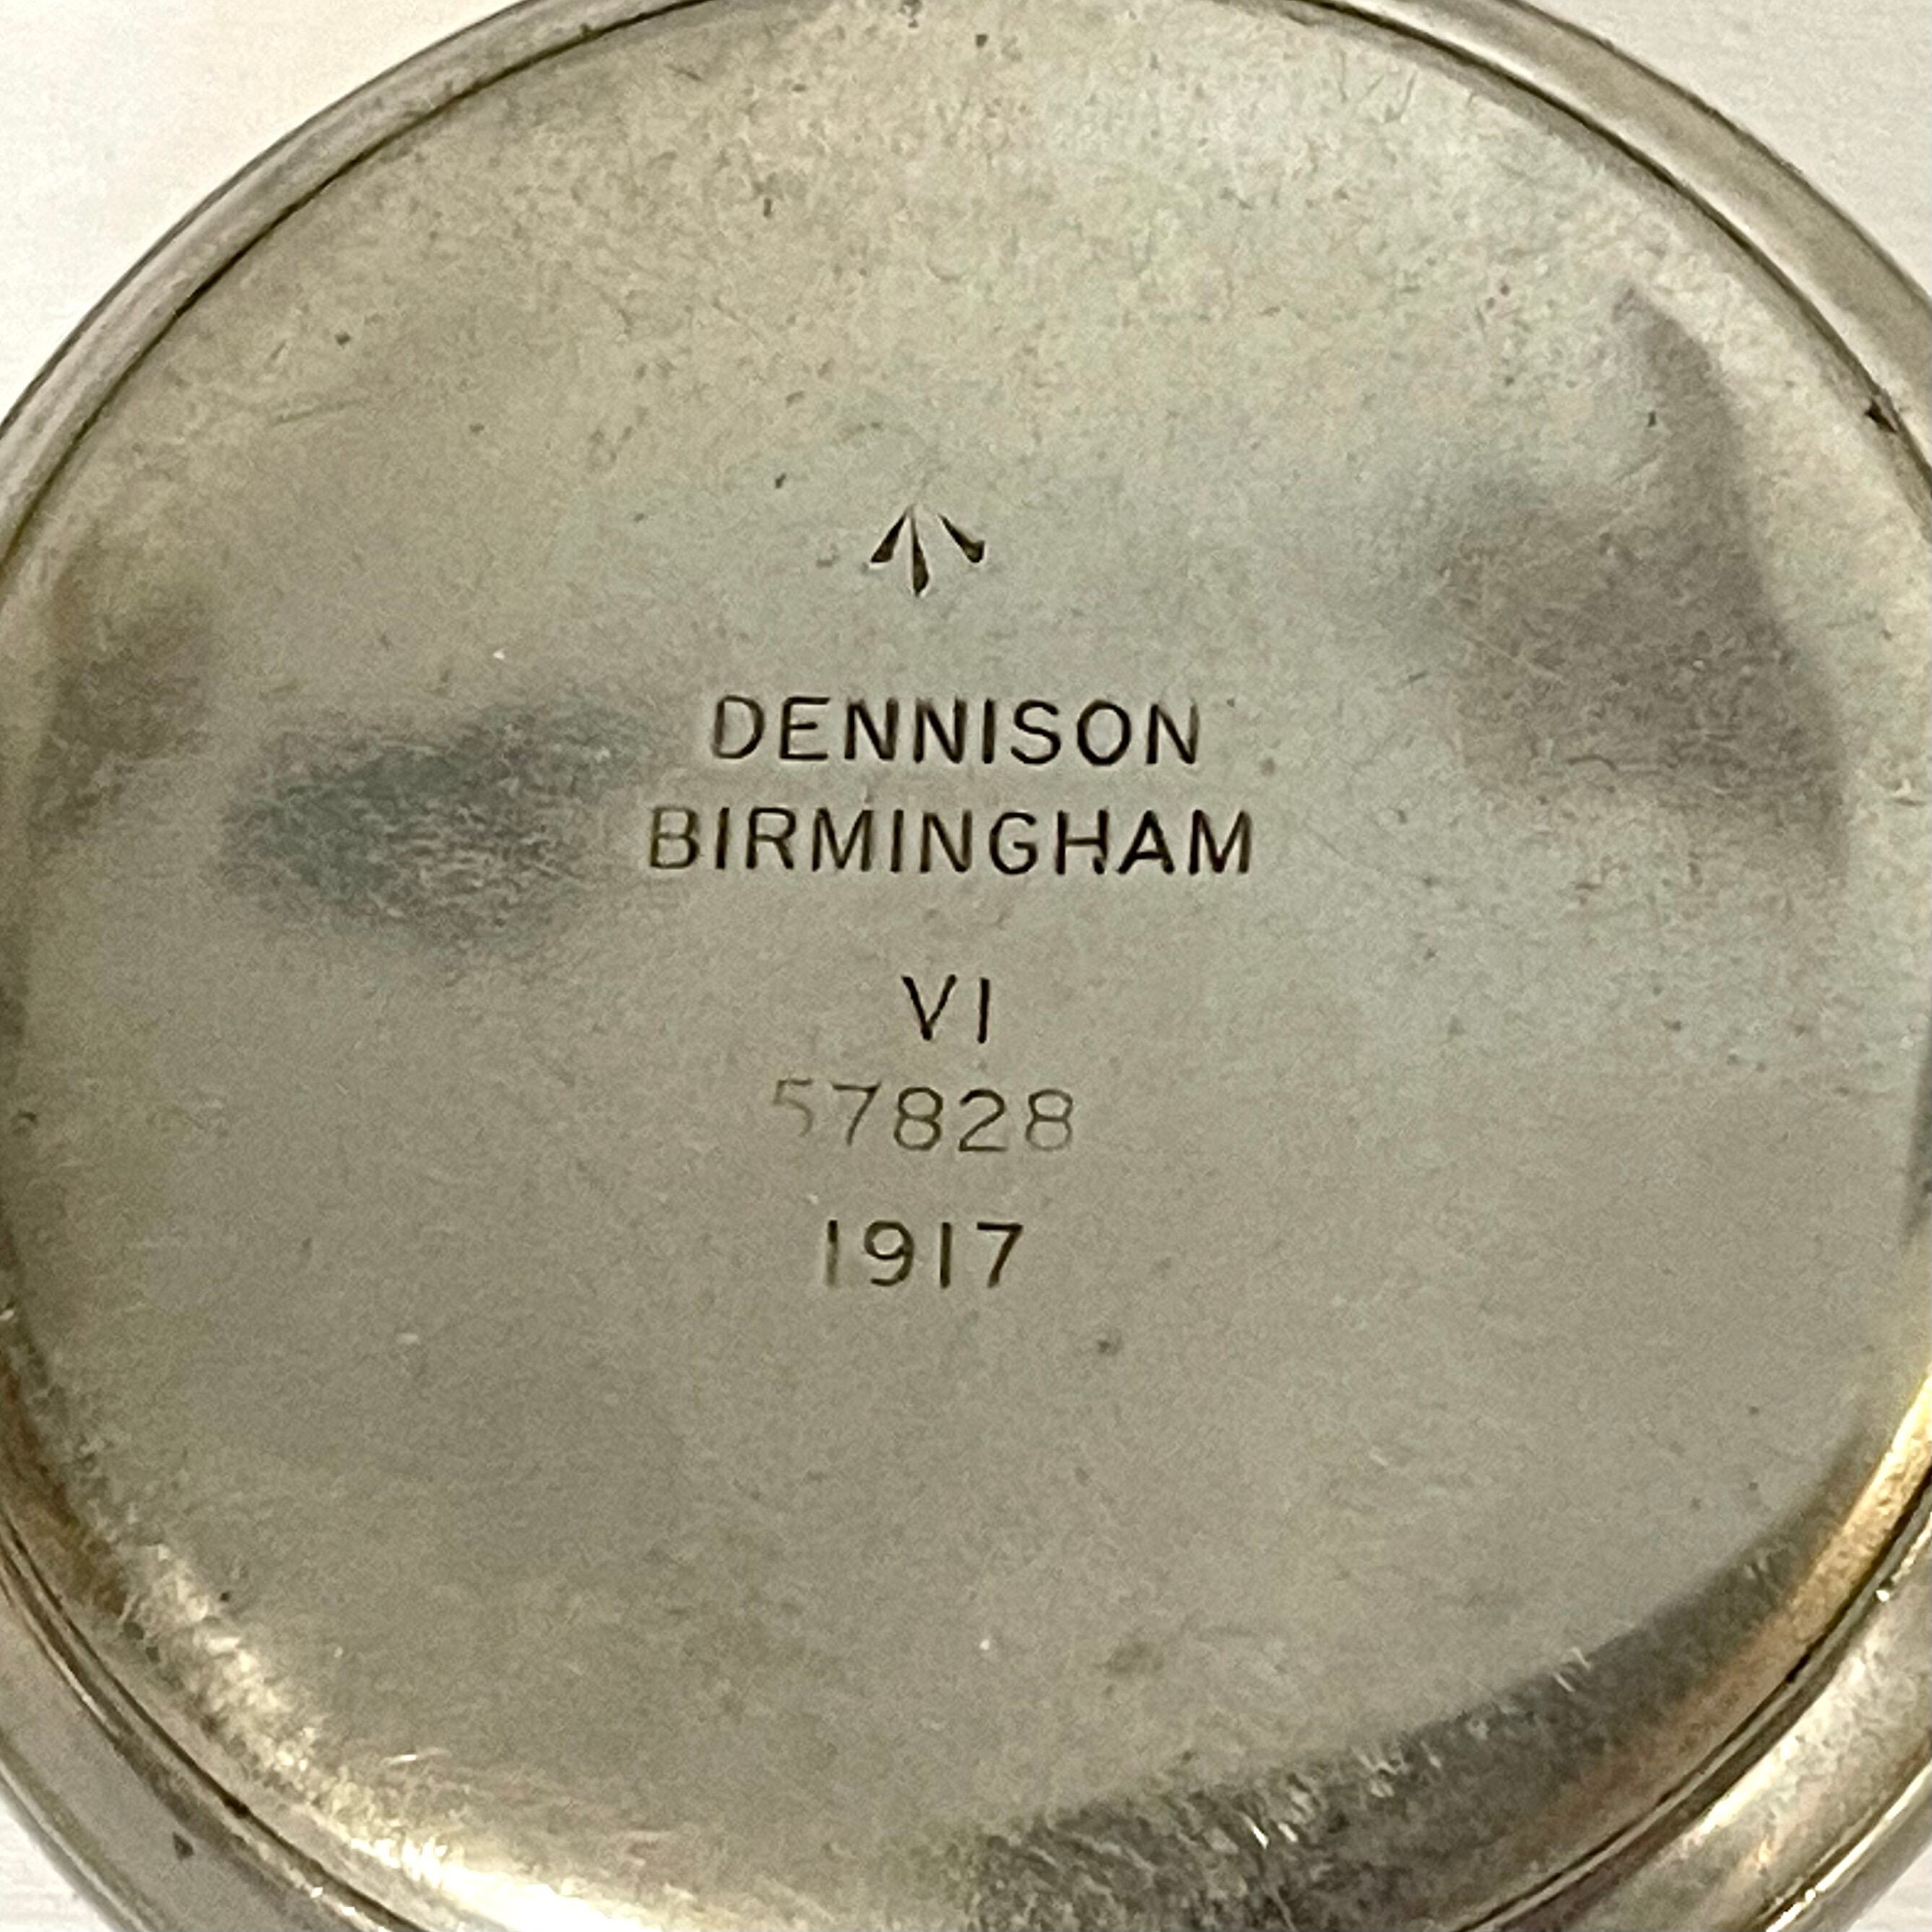 DENNISON
BIRMINGHAM
VI
57828
1917